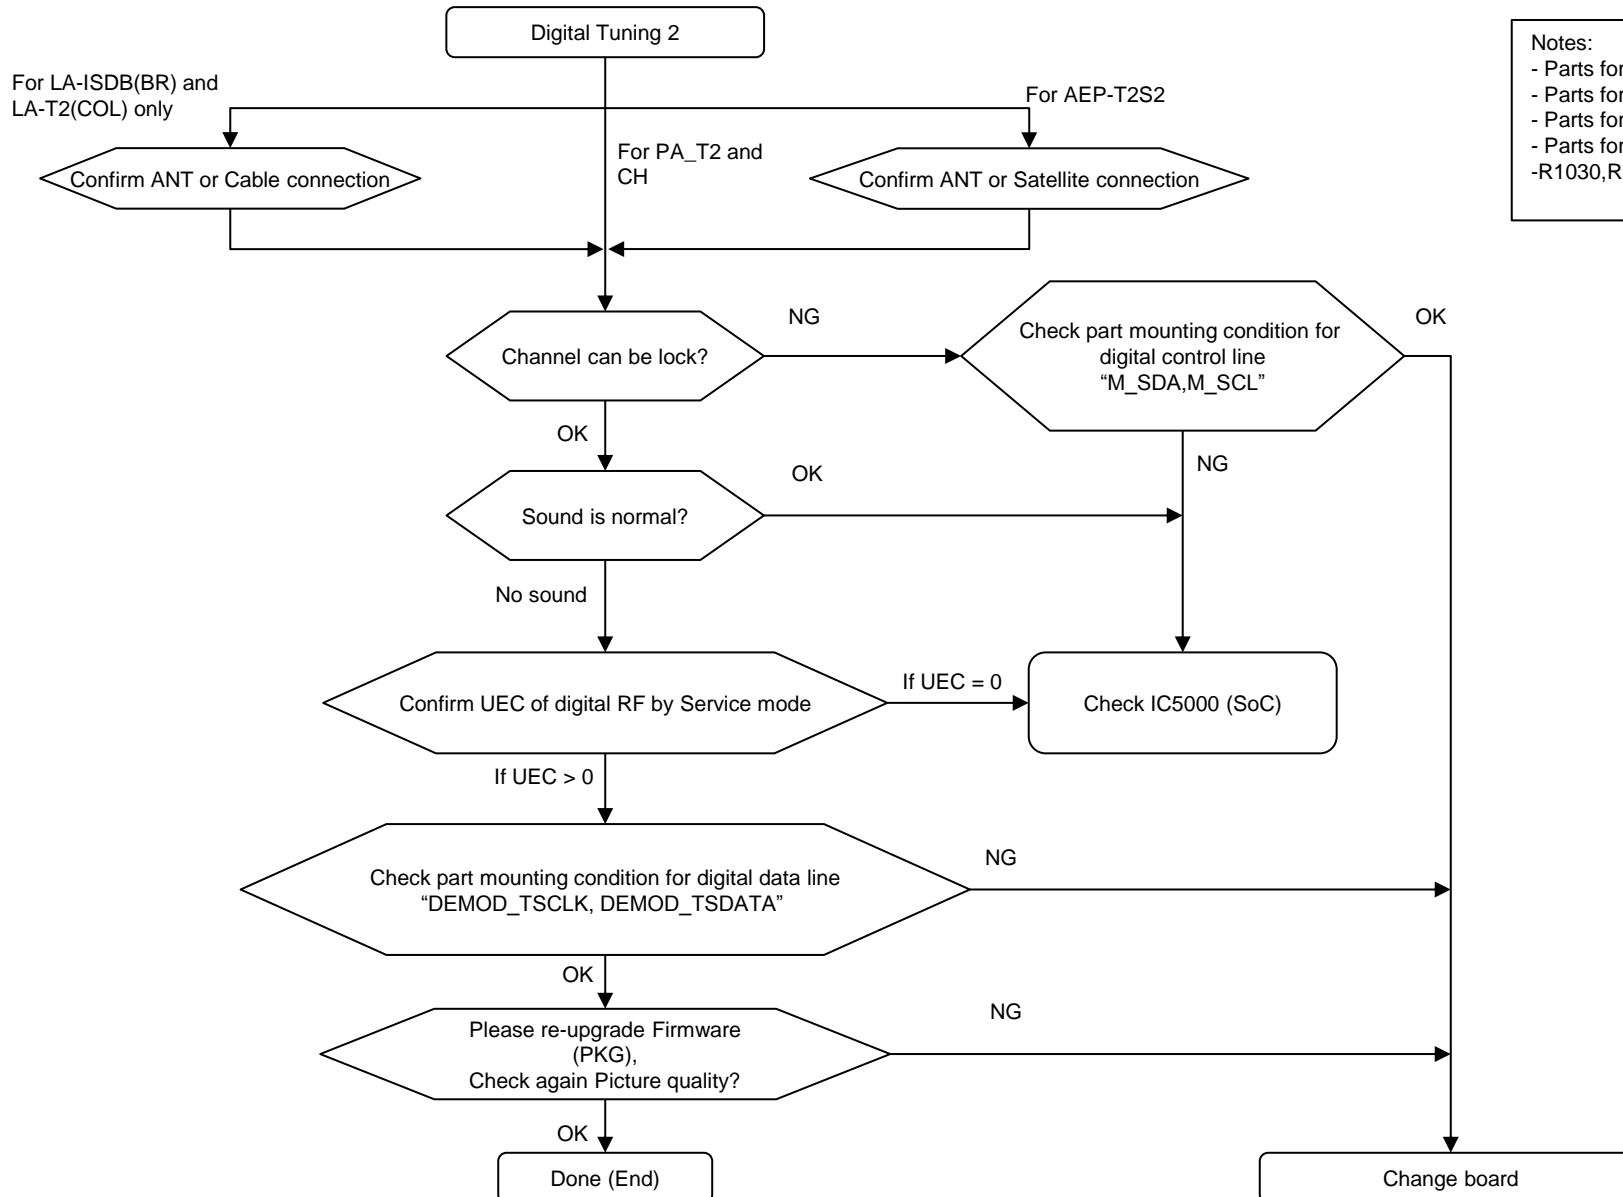 Digital Tuning 2
Notes:
- Parts for
- Parts for
- Parts for
- Parts for
-R1030,R
For LA-ISDB(BR) and
LA-T2(COL) only
For AEP-T2S2
For PA_T2 and
CH
Confirm ANT or Cable connection
Confirm ANT or Satellite connection
Channel can be lock?
NG
Check part mounting condition for
digital control line
“M_SDA,M_SCL”
OK
OK
NG
Sound is normal?
OK
No sound
Confirm UEC of digital RF by Service mode
If UEC = 0
Check IC5000 (SoC)
If UEC > 0
Check part mounting condition for digital data line
“DEMOD_TSCLK, DEMOD_TSDATA”
NG
OK
Please re-upgrade Firmware
(PKG),
Check again Picture quality?
NG
OK
Done (End)
Change board